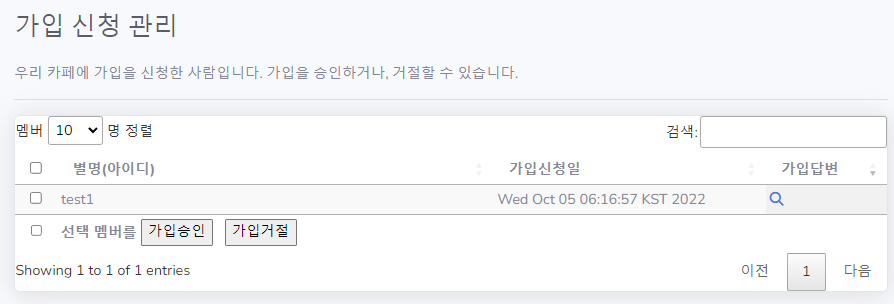 가입 신청 관리
우리 카페에 가입을 신청한 사람입니다. 가입을 승인하거나, 거절할 수 있습니다.
멤버 10 명 정렬 검색:
별명(아이디) 가입신청일 가입답변
test1 Wed Oct 05 06:16:57 KST 2022
선택 멤버를 가입승인 가입거절
Showing 1 to 1 of 1 entries 이전 1 다음